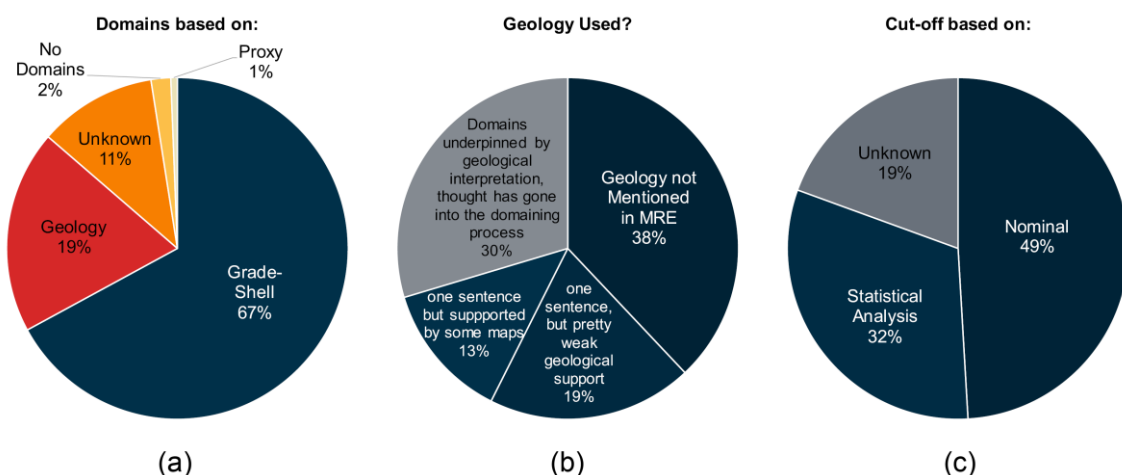 Domains based on:
No
Domains
2%
Proxy
1%
Unknown
11%
Geology
19%
Grade-
Shell
67%
(a)
Geology Used?
Domains
underpinned by
geological
interpretation,
thought has gone
into the domaining
process
30%
Geology not
Mentioned
in MRE
38%
one sentence
but suppported
by some maps
13%
one
sentence,
but pretty
weak
geological
support
19%
(b)
Cut-off based on:
Unknown
19%
Nominal
49%
Statistical
Analysis
32%
(c)